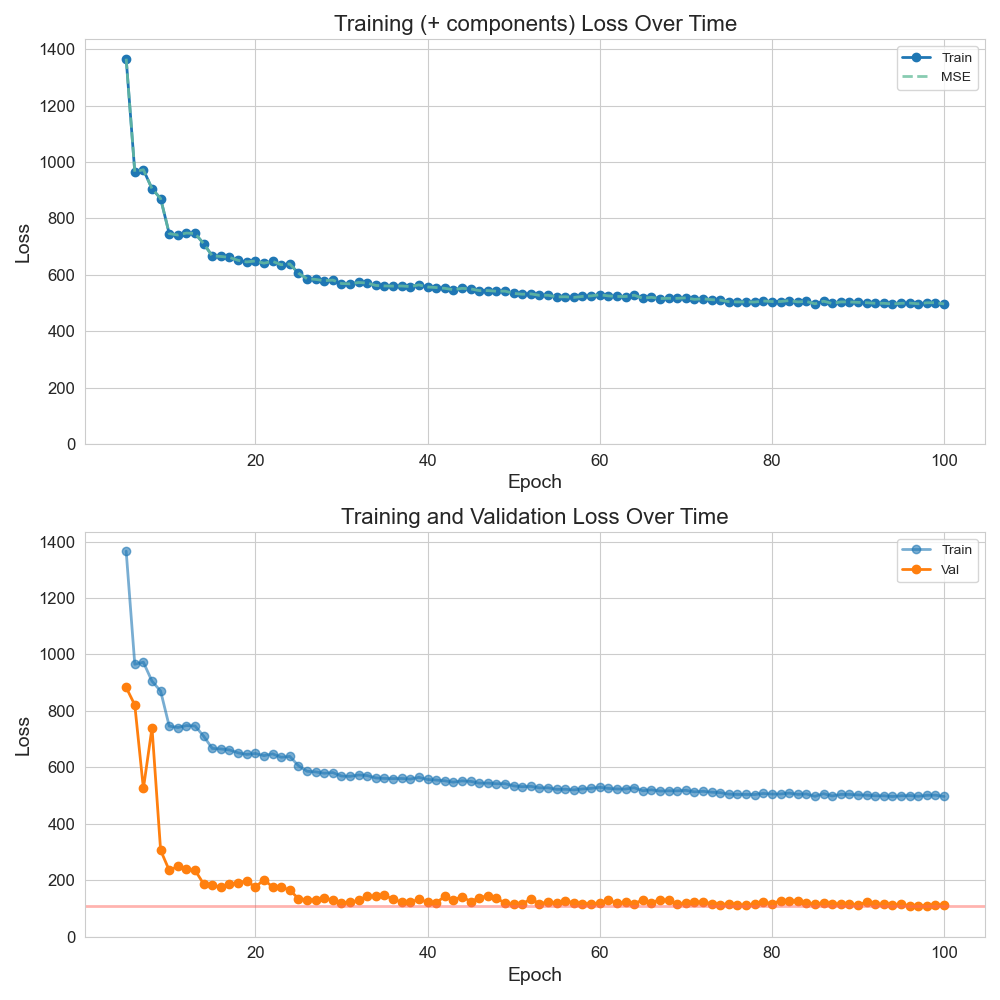 Training (+ components) Loss Over Time
1400
1200
1000
800
600
400
200
0
Loss
Train
MSE
20
40
60
80
100
Epoch
Training and Validation Loss Over Time
1400
1200
1000
800
600
400
200
0
Loss
Train
Val
20
40
60
80
100
Epoch